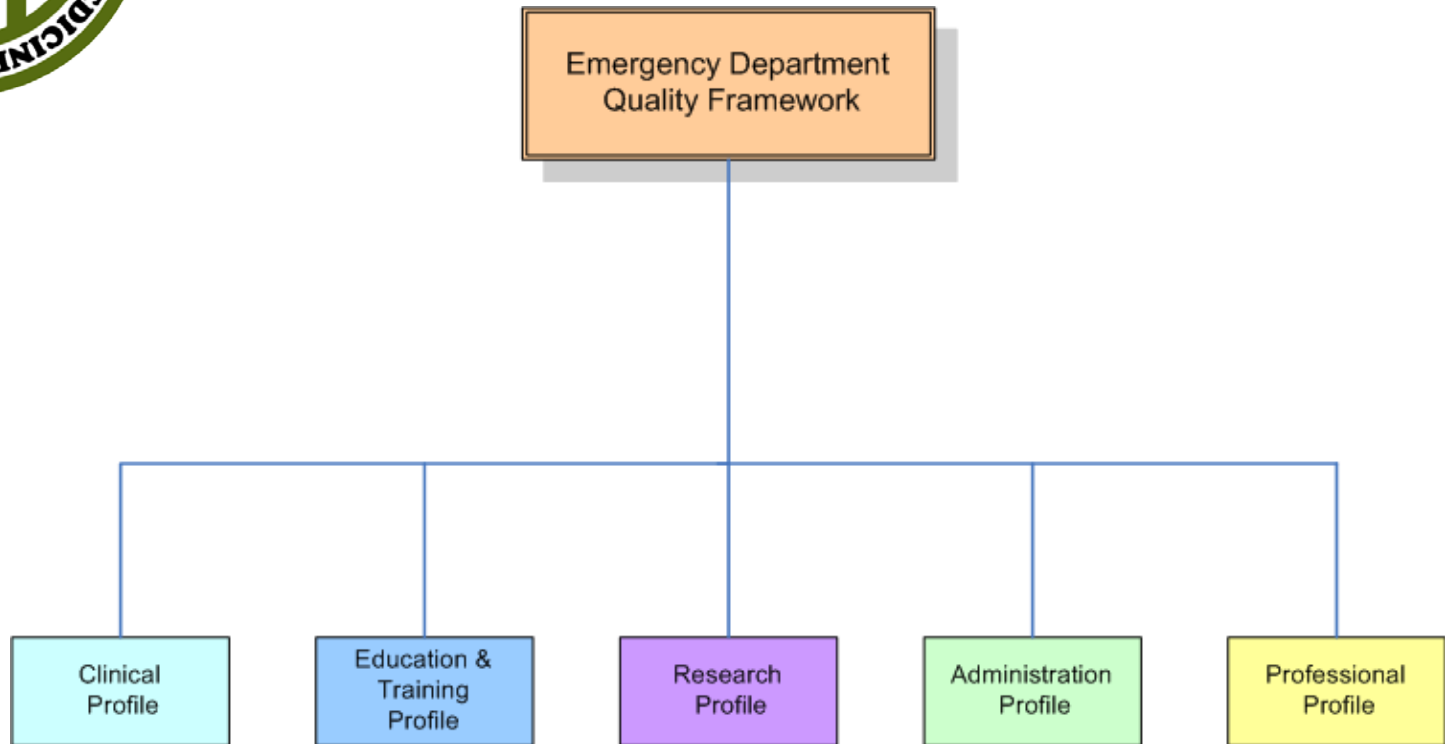 Emergency Department
Quality Framework
Clinical
Profile
Education &
Training
Profile
Research
Profile
Administration
Profile
Professional
Profile